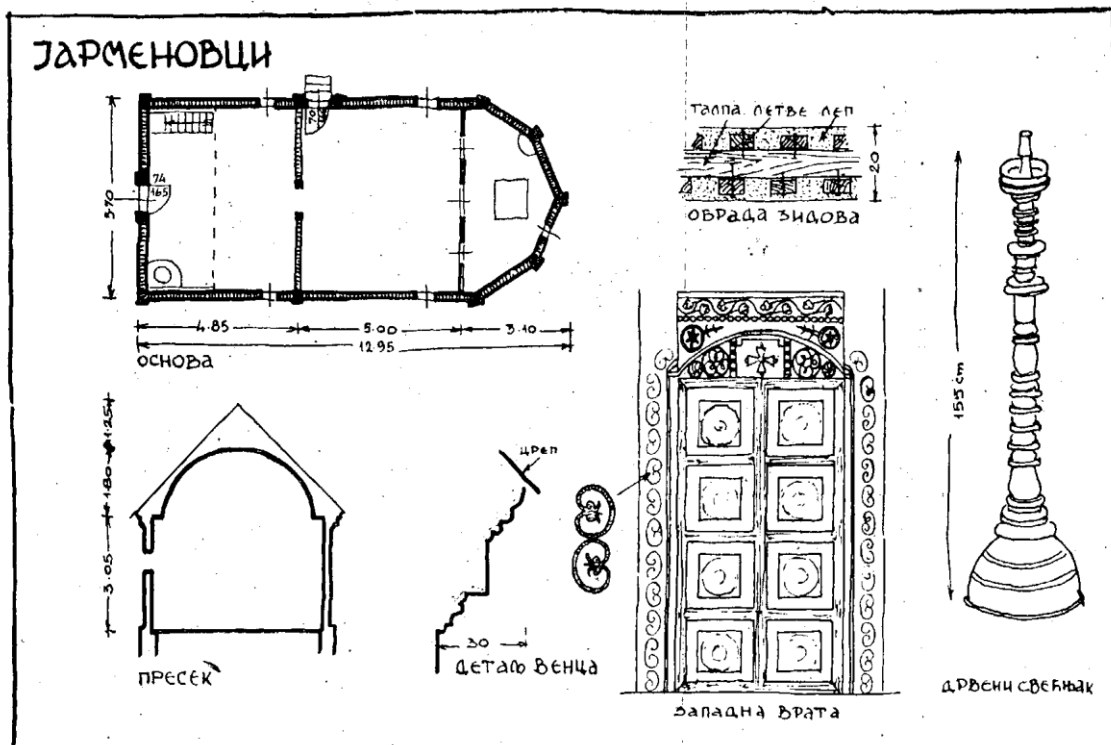 ЈАРМЕНОВЦИ
70
74
165
5.70
4.85 5.00 3.10
12.95
ОСНОВА
ТАЛПА ЛЕТВЕ ЛЕП
20
ОБРАДА ЗИДОВА
155 cm
ДРВЕНИ СВЕЋЊАК
1.25
1.80
3.05
ПРЕСЕК
ЦРЕП
30
ДЕТАЉ ВЕНЦА
ЗАПАДНА ВРАТА